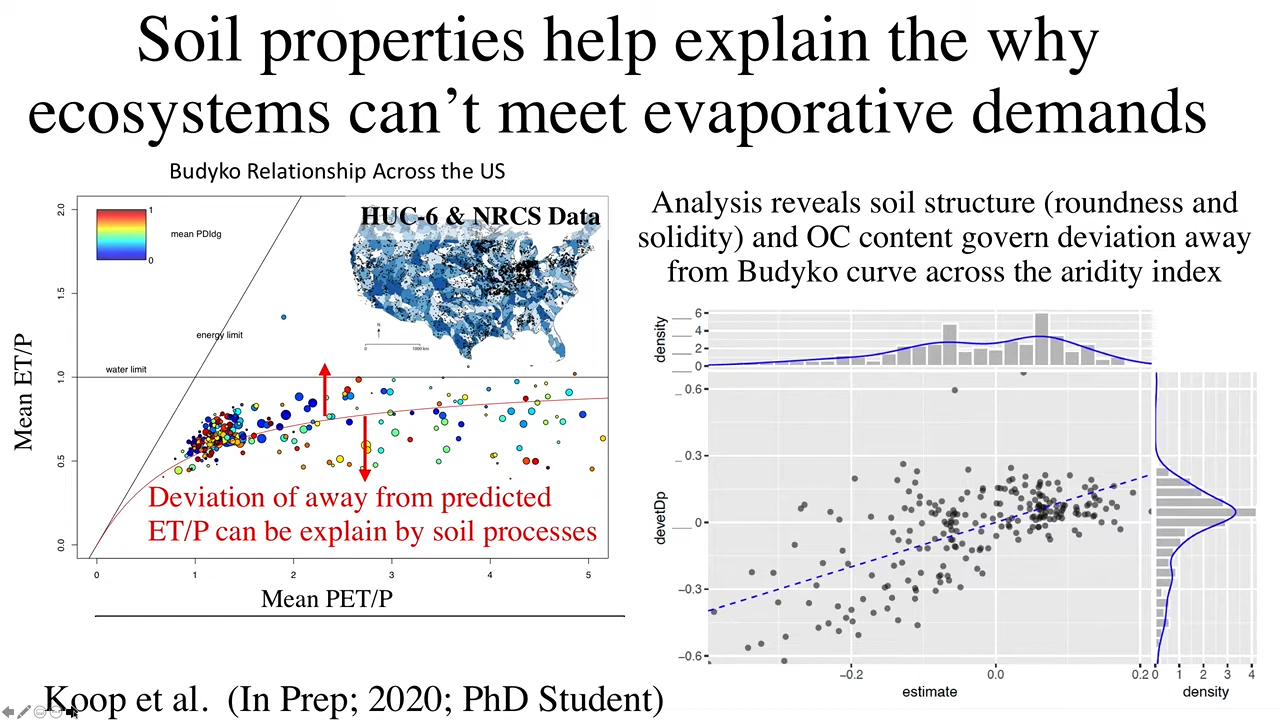 Soil properties help explain the why
ecosystems can’t meet evaporative demands
Budyko Relationship Across the US
HUC-6 & NRCS Data
1
mean PDIdg
0
energy limit
water limit
N
0
1000 km
2.0
1.5
1.0
0.5
0.0
Mean ET/P
Deviation of away from predicted
ET/P can be explain by soil processes
0 1 2 3 4 5
Mean PET/P
Analysis reveals soil structure (roundness and
solidity) and OC content govern deviation away
from Budyko curve across the aridity index
density
6
4
2
0
0.6
0.3
0
−0.3
−0.6
devetDp
−0.2 0.0 0.2
estimate
0 1 2 3 4
density
Koop et al. (In Prep; 2020; PhD Student)